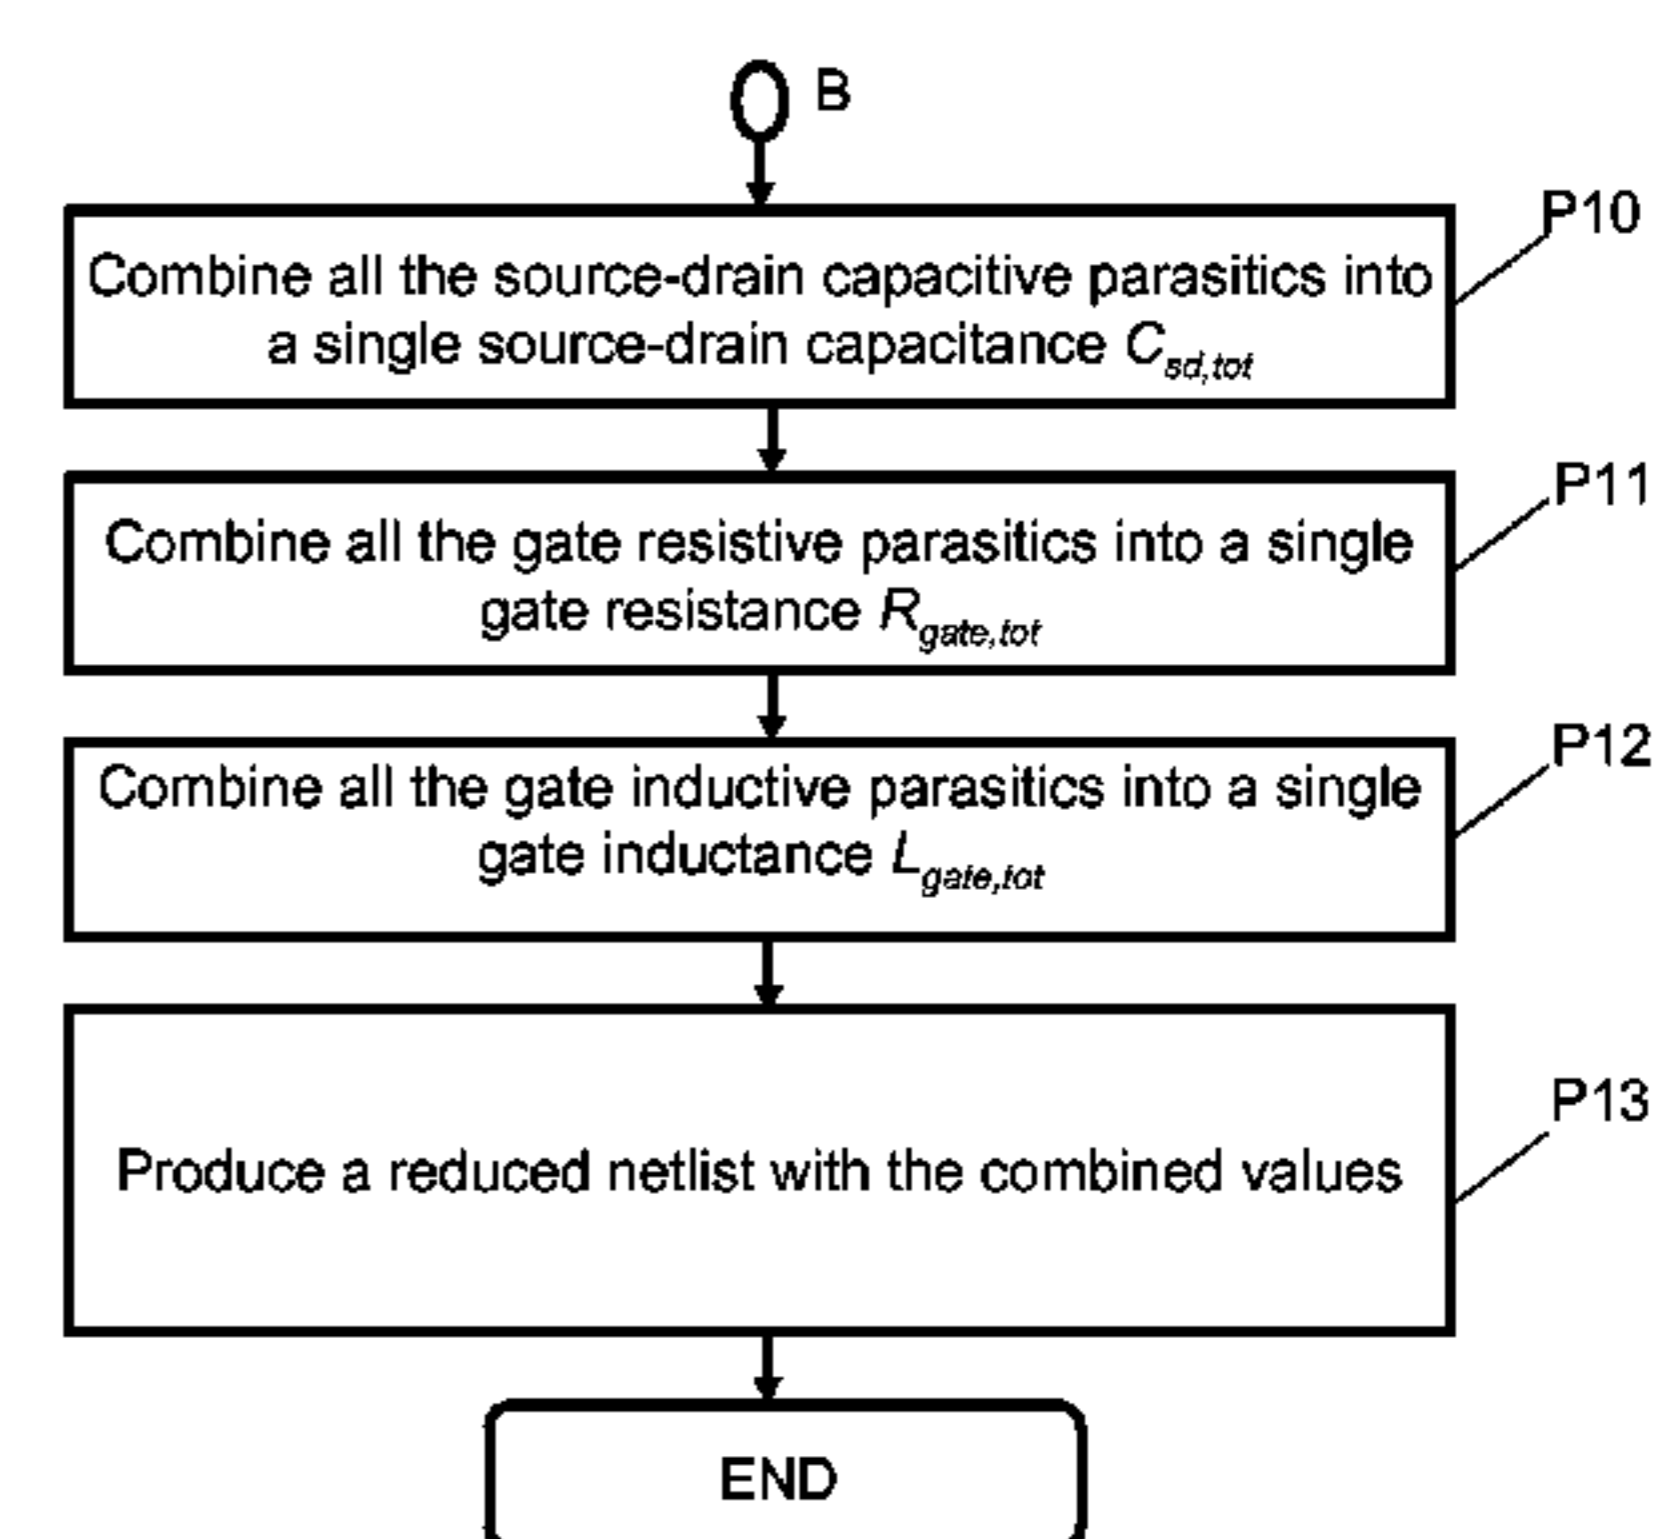 B
P10
Combine all the source-drain capacitive parasitics into
a single source-drain capacitance Csd,tot
P11
Combine all the gate resistive parasitics into a single
gate resistance Rgate,tot
P12
Combine all the gate inductive parasitics into a single
gate inductance Lgate,tot
P13
Produce a reduced netlist with the combined values
END